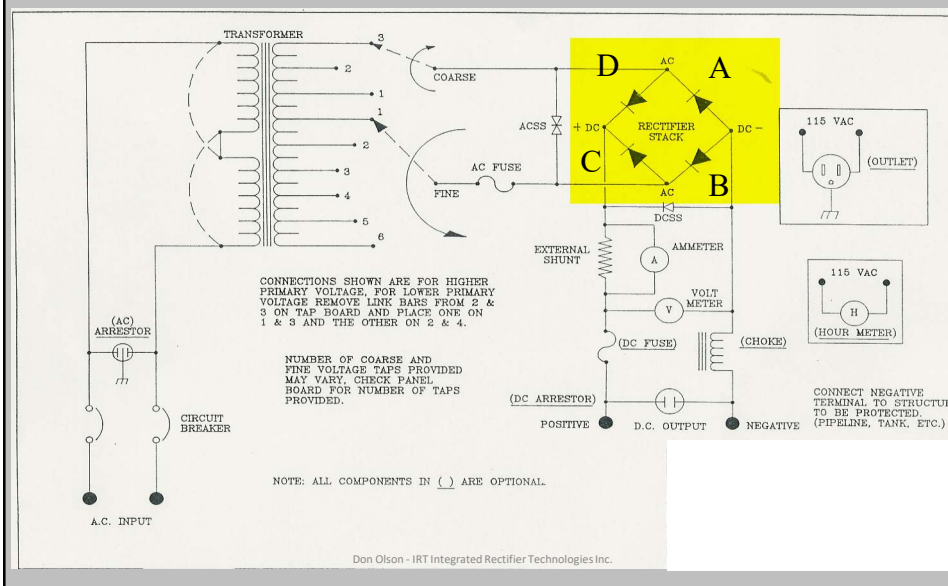 TRANSFORMER
3
2
1
1
2
3
4
5
6
COARSE
FINE
AC FUSE
ACSS
D
AC
A
+ DC
RECTIFIER
STACK
DC -
C
AC
B
DCSS
115 VAC
(OUTLET)
EXTERNAL
SHUNT
A
AMMETER
V
VOLT
METER
115 VAC
H
(HOUR METER)
CONNECTIONS SHOWN ARE FOR HIGHER
PRIMARY VOLTAGE, FOR LOWER PRIMARY
VOLTAGE REMOVE LINK BARS FROM 2 &
3 ON TAP BOARD AND PLACE ONE ON
1 & 3 AND THE OTHER ON 2 & 4.
(AC)
ARRESTOR
(DC FUSE)
(CHOKE)
NUMBER OF COARSE AND
FINE VOLTAGE TAPS PROVIDED
MAY VARY, CHECK PANEL
BOARD FOR NUMBER OF TAPS
PROVIDED.
CIRCUIT
BREAKER
(DC ARRESTOR)
POSITIVE
D.C. OUTPUT
NEGATIVE
CONNECT NEGATIVE
TERMINAL TO STRUCTU
TO BE PROTECTED.
(PIPELINE, TANK, ETC.)
NOTE: ALL COMPONENTS IN ( ) ARE OPTIONAL.
A.C. INPUT
Don Olson - IRT Integrated Rectifier Technologies Inc.